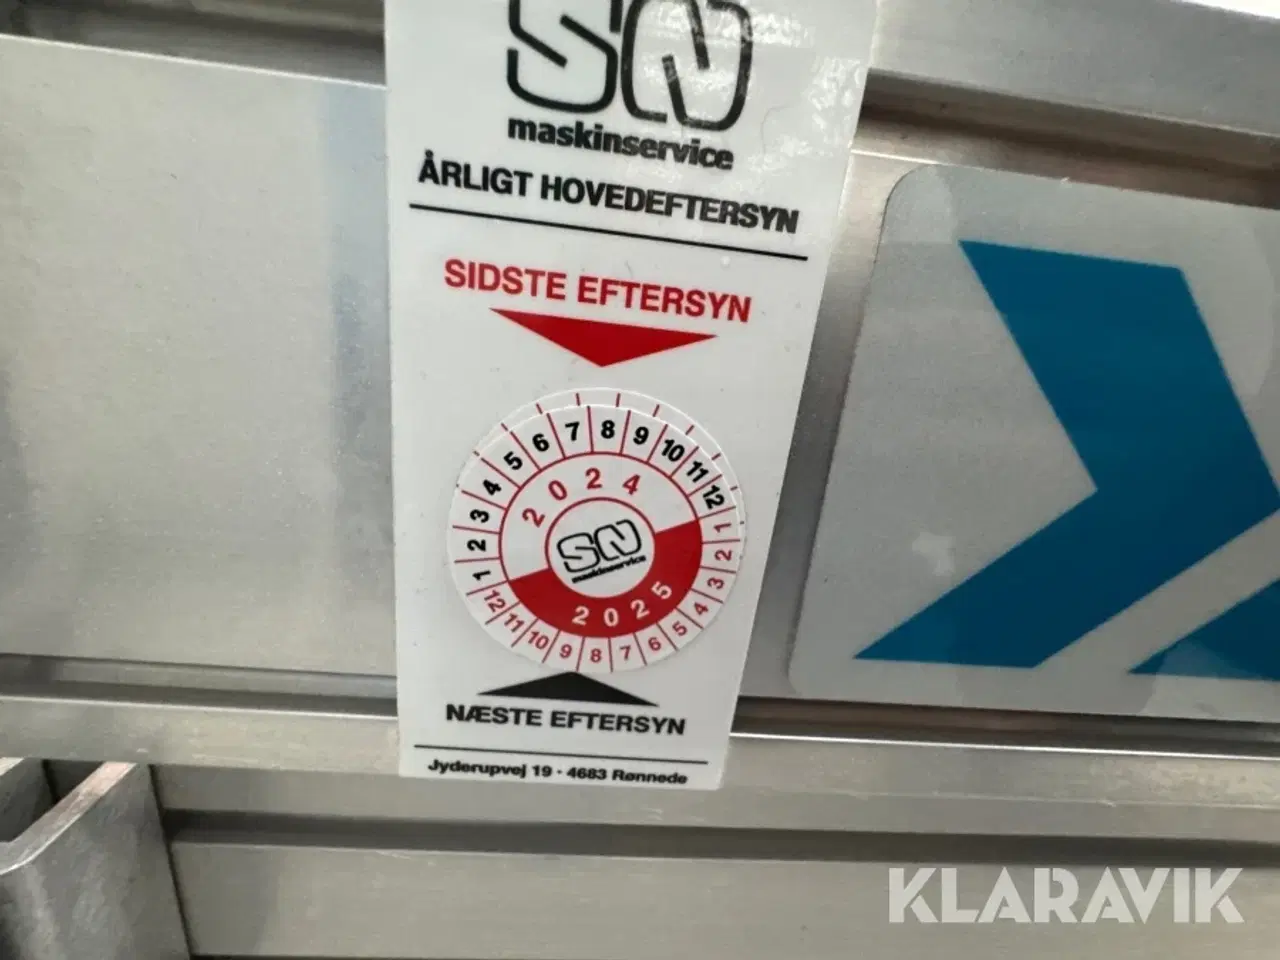 SN
maskinservice
ÅRLIGT HOVEDEFTERSYN
SIDSTE EFTERSYN
1 2 3 4 5 6 7 8 9 10 11 12
2024
SN
maskinservice
2025
1 2 3 4 5 6 7 8 9 10 11 12
NÆSTE EFTERSYN
Jyderupvej 19 · 4683 Rønnede
KLARAVIK